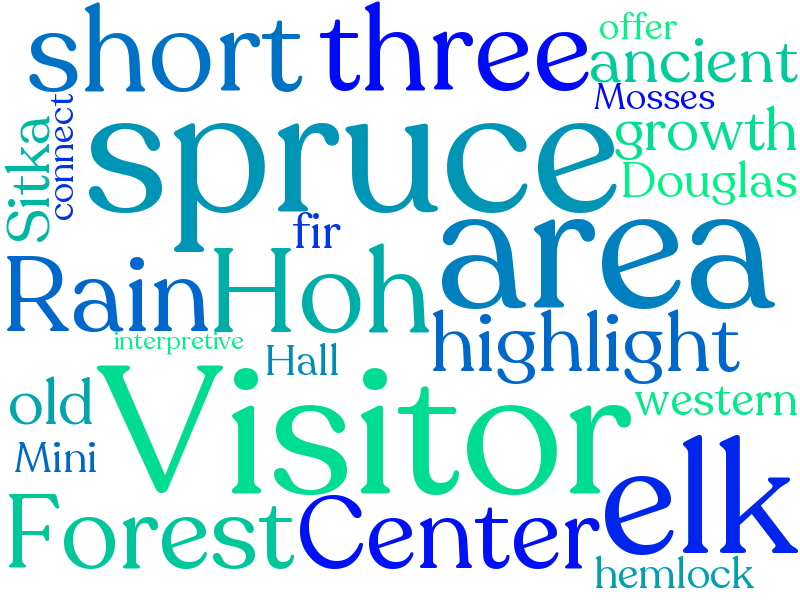 short three
offer
ancient
Mosses
Sitka
connect
spruce
growth
Douglas
fir
area
Rain Hoh
highlight
interpretive
Hall
old
Visitor
western
Mini
Forest Center elk
hemlock